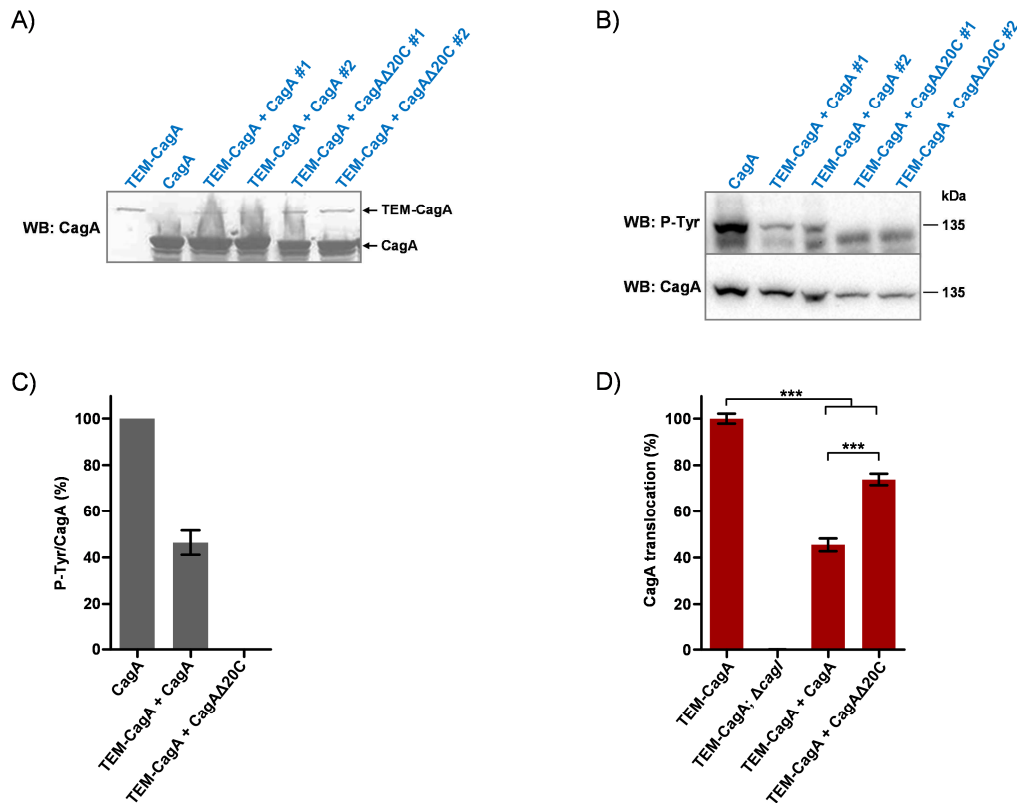 A)
TEM-CagA
CagA
TEM-CagA + CagA #1
TEM-CagA + CagA #2
TEM-CagA + CagAΔ20C #1
TEM-CagA + CagAΔ20C #2
WB: CagA
TEM-CagA
CagA
B)
CagA
TEM-CagA + CagA #1
TEM-CagA + CagA #2
TEM-CagA + CagAΔ20C #1
TEM-CagA + CagAΔ20C #2
kDa
WB: P-Tyr
135
WB: CagA
135
C)
P-Tyr/CagA (%)
100
80
60
40
20
0
CagA
TEM-CagA + CagA
TEM-CagA + CagAΔ20C
D)
CagA translocation (%)
100
80
60
40
20
0
***
***
TEM-CagA
TEM-CagA; ΔcagI
TEM-CagA + CagA
TEM-CagA + CagAΔ20C